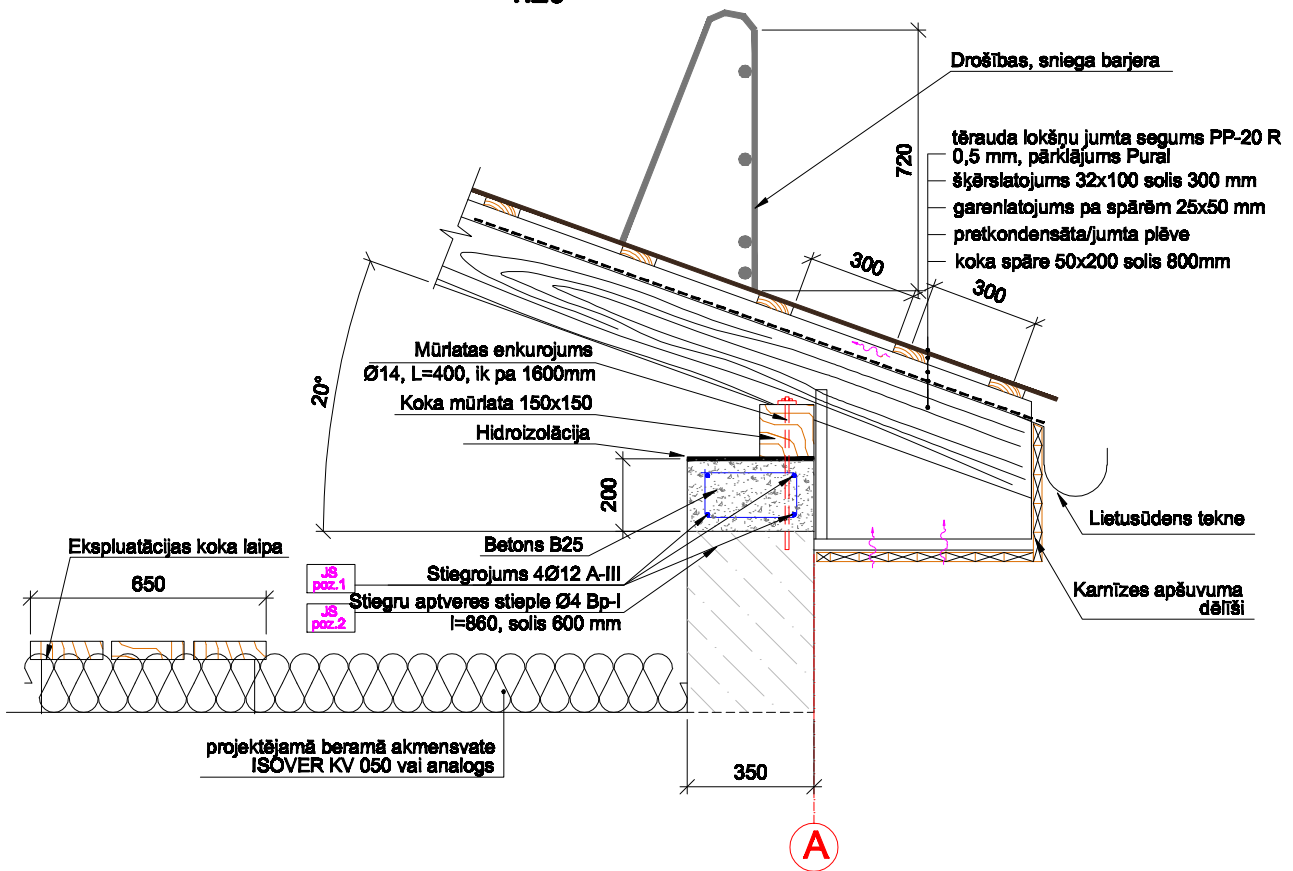 Drošības, sniega barjera
720
tērauda lokšņu jumta segums PP-20 R
0,5 mm, pārklājums Pural
šķērslatojums 32x100 solis 300 mm
garenlatojums pa spārēm 25x50 mm
pretkondensāta/jumta plēve
koka spāre 50x200 solis 800mm
300
300
20°
Mūrlatas enkurojums
Ø14, L=400, ik pa 1600mm
Koka mūrlata 150x150
Hidroizolācija
200
Lietusūdens tekne
Betons B25
Ekspluatācijas koka laipa
JS
poz.1
Stiegrojums 4Ø12 A-III
650
JS
poz.2
Stiegru aptveres stieple Ø4 Bp-I
l=860, solis 600 mm
Karnīzes apšuvuma
dēlīši
projektējamā beramā akmensvate
ISOVER KV 050 vai analogs
350
A